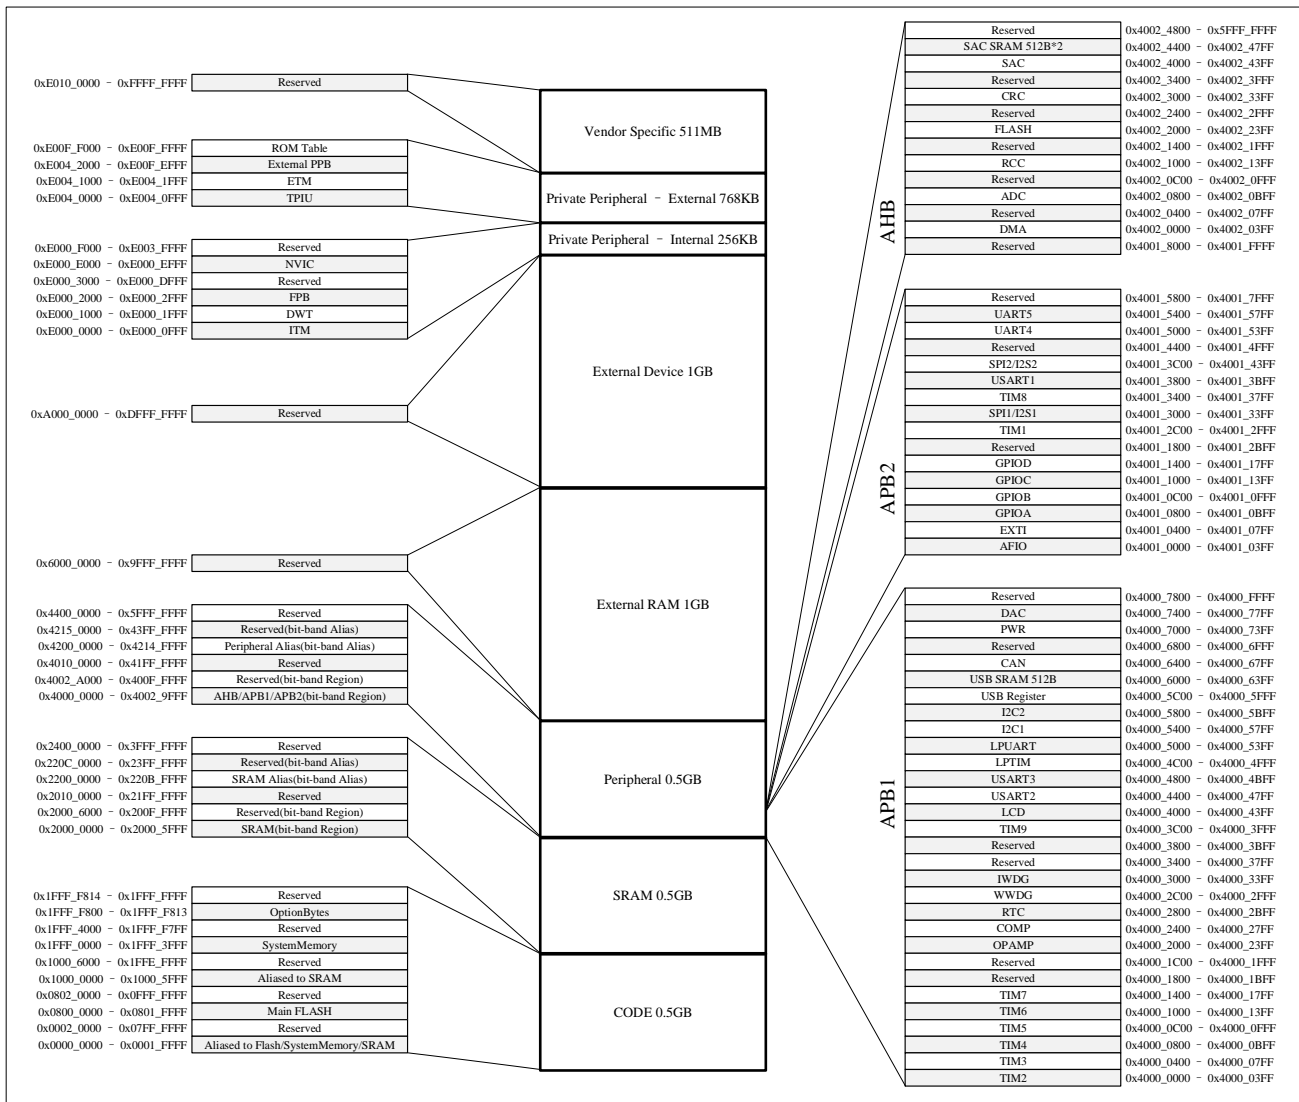 0xE010_0000 - 0xFFFF_FFFF Reserved
0xE00F_F000 - 0xE00F_FFFF ROM Table
0xE004_2000 - 0xE00F_EFFF External PPB
0xE004_1000 - 0xE004_1FFF ETM
0xE004_0000 - 0xE004_0FFF TPIU
0xE000_F000 - 0xE003_FFFF Reserved
0xE000_E000 - 0xE000_EFFF NVIC
0xE000_3000 - 0xE000_DFFF Reserved
0xE000_2000 - 0xE000_2FFF FPB
0xE000_1000 - 0xE000_1FFF DWT
0xE000_0000 - 0xE000_0FFF ITM
0xA000_0000 - 0xDFFF_FFFF Reserved
0x6000_0000 - 0x9FFF_FFFF Reserved
0x4400_0000 - 0x5FFF_FFFF Reserved
0x4215_0000 - 0x43FF_FFFF Reserved(bit-band Alias)
0x4200_0000 - 0x4214_FFFF Peripheral Alias(bit-band Alias)
0x4010_0000 - 0x41FF_FFFF Reserved
0x4002_A000 - 0x400F_FFFF Reserved(bit-band Region)
0x4000_0000 - 0x4002_9FFF AHB/APB1/APB2(bit-band Region)
0x2400_0000 - 0x3FFF_FFFF Reserved
0x220C_0000 - 0x23FF_FFFF Reserved(bit-band Alias)
0x2200_0000 - 0x220B_FFFF SRAM Alias(bit-band Alias)
0x2010_0000 - 0x21FF_FFFF Reserved
0x2000_6000 - 0x200F_FFFF Reserved(bit-band Region)
0x2000_0000 - 0x2000_5FFF SRAM(bit-band Region)
0x1FFF_F814 - 0x1FFF_FFFF Reserved
0x1FFF_F800 - 0x1FFF_F813 OptionBytes
0x1FFF_4000 - 0x1FFF_F7FF Reserved
0x1FFF_0000 - 0x1FFF_3FFF SystemMemory
0x1000_6000 - 0x1FFE_FFFF Reserved
0x1000_0000 - 0x1000_5FFF Aliased to SRAM
0x0802_0000 - 0x0FFF_FFFF Reserved
0x0800_0000 - 0x0801_FFFF Main FLASH
0x0002_0000 - 0x07FF_FFFF Reserved
0x0000_0000 - 0x0001_FFFF Aliased to Flash/SystemMemory/SRAM
Vendor Specific 511MB
Private Peripheral - External 768KB
Private Peripheral - Internal 256KB
External Device 1GB
External RAM 1GB
Peripheral 0.5GB
SRAM 0.5GB
CODE 0.5GB
AHB
Reserved 0x4002_4800 - 0x5FFF_FFFF
SAC SRAM 512B*2 0x4002_4400 - 0x4002_47FF
SAC 0x4002_4000 - 0x4002_43FF
Reserved 0x4002_3400 - 0x4002_3FFF
CRC 0x4002_3000 - 0x4002_33FF
Reserved 0x4002_2400 - 0x4002_2FFF
FLASH 0x4002_2000 - 0x4002_23FF
Reserved 0x4002_1400 - 0x4002_1FFF
RCC 0x4002_1000 - 0x4002_13FF
Reserved 0x4002_0C00 - 0x4002_0FFF
ADC 0x4002_0800 - 0x4002_0BFF
Reserved 0x4002_0400 - 0x4002_07FF
DMA 0x4002_0000 - 0x4002_03FF
Reserved 0x4001_8000 - 0x4001_FFFF
APB2
Reserved 0x4001_5800 - 0x4001_7FFF
UART5 0x4001_5400 - 0x4001_57FF
UART4 0x4001_5000 - 0x4001_53FF
Reserved 0x4001_4400 - 0x4001_4FFF
SPI2/I2S2 0x4001_3C00 - 0x4001_43FF
USART1 0x4001_3800 - 0x4001_3BFF
TIM8 0x4001_3400 - 0x4001_37FF
SPI1/I2S1 0x4001_3000 - 0x4001_33FF
TIM1 0x4001_2C00 - 0x4001_2FFF
Reserved 0x4001_1800 - 0x4001_2BFF
GPIOD 0x4001_1400 - 0x4001_17FF
GPIOC 0x4001_1000 - 0x4001_13FF
GPIOB 0x4001_0C00 - 0x4001_0FFF
GPIOA 0x4001_0800 - 0x4001_0BFF
EXTI 0x4001_0400 - 0x4001_07FF
AFIO 0x4001_0000 - 0x4001_03FF
APB1
Reserved 0x4000_7800 - 0x4000_FFFF
DAC 0x4000_7400 - 0x4000_77FF
PWR 0x4000_7000 - 0x4000_73FF
Reserved 0x4000_6800 - 0x4000_6FFF
CAN 0x4000_6400 - 0x4000_67FF
USB SRAM 512B 0x4000_6000 - 0x4000_63FF
USB Register 0x4000_5C00 - 0x4000_5FFF
I2C2 0x4000_5800 - 0x4000_5BFF
I2C1 0x4000_5400 - 0x4000_57FF
LPUART 0x4000_5000 - 0x4000_53FF
LPTIM 0x4000_4C00 - 0x4000_4FFF
USART3 0x4000_4800 - 0x4000_4BFF
USART2 0x4000_4400 - 0x4000_47FF
LCD 0x4000_4000 - 0x4000_43FF
TIM9 0x4000_3C00 - 0x4000_3FFF
Reserved 0x4000_3800 - 0x4000_3BFF
Reserved 0x4000_3400 - 0x4000_37FF
IWDG 0x4000_3000 - 0x4000_33FF
WWDG 0x4000_2C00 - 0x4000_2FFF
RTC 0x4000_2800 - 0x4000_2BFF
COMP 0x4000_2400 - 0x4000_27FF
OPAMP 0x4000_2000 - 0x4000_23FF
Reserved 0x4000_1C00 - 0x4000_1FFF
Reserved 0x4000_1800 - 0x4000_1BFF
TIM7 0x4000_1400 - 0x4000_17FF
TIM6 0x4000_1000 - 0x4000_13FF
TIM5 0x4000_0C00 - 0x4000_0FFF
TIM4 0x4000_0800 - 0x4000_0BFF
TIM3 0x4000_0400 - 0x4000_07FF
TIM2 0x4000_0000 - 0x4000_03FF